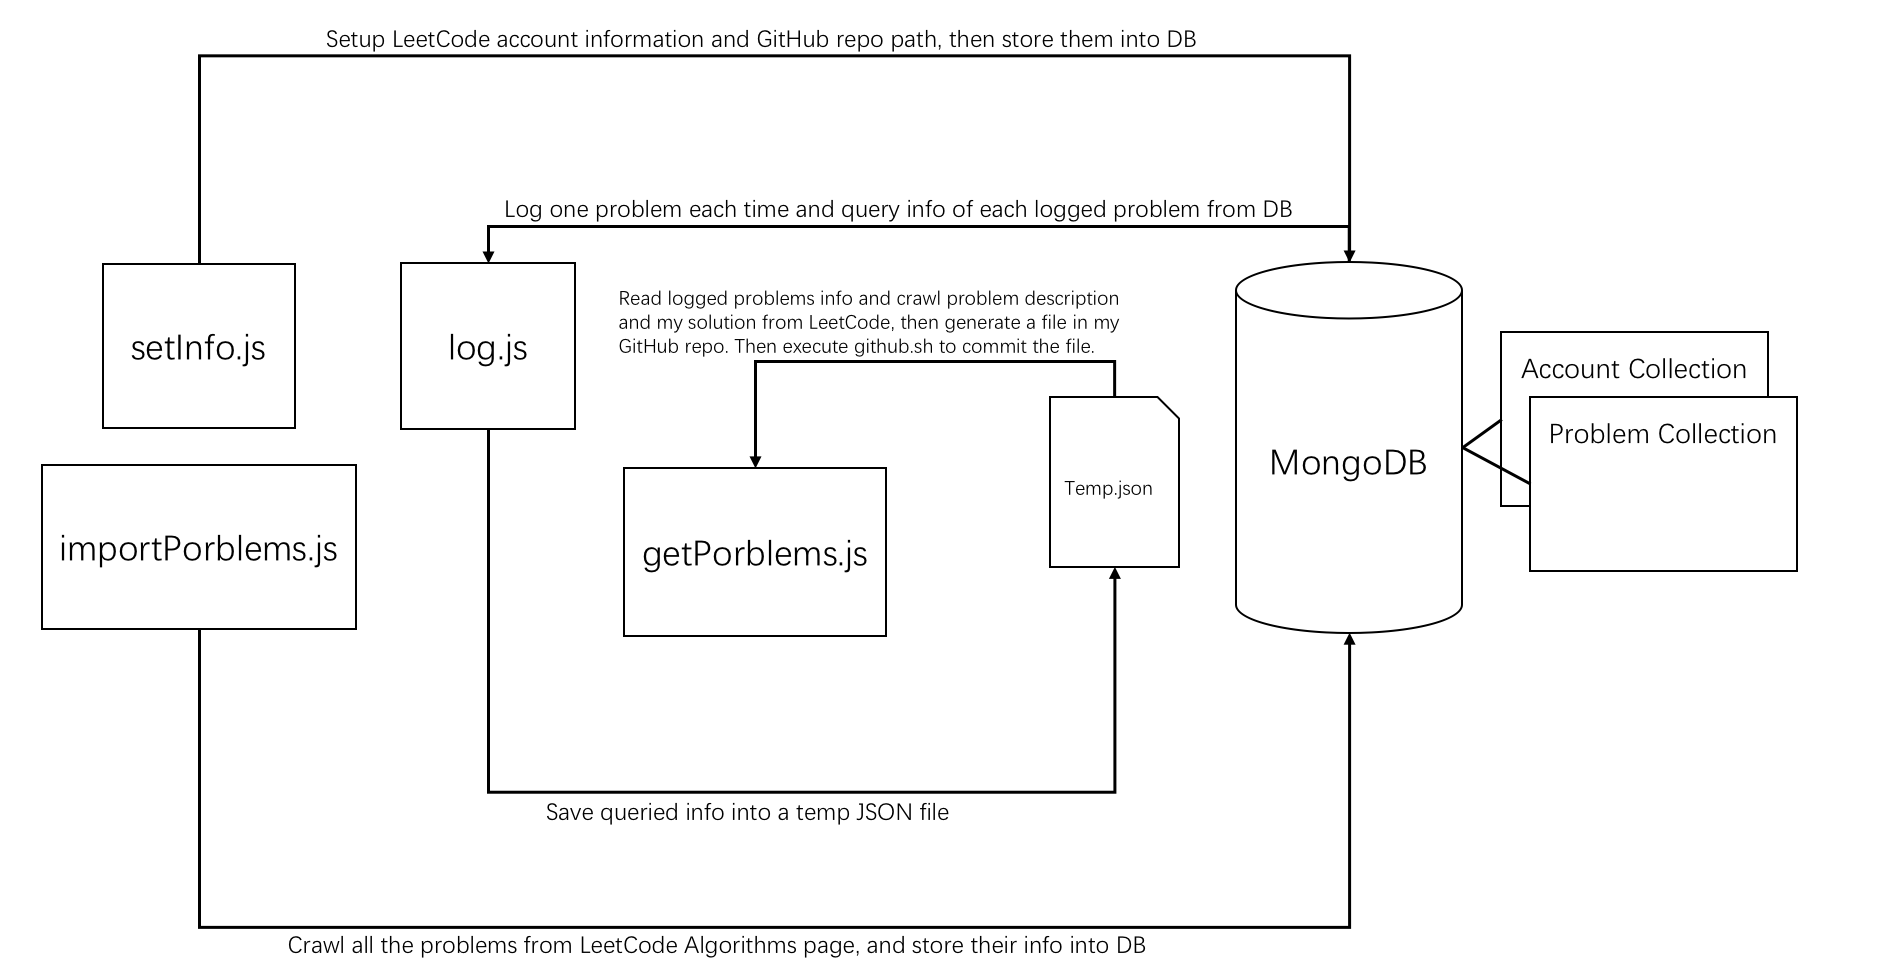 Setup LeetCode account information and GitHub repo path, then store them into DB
Log one problem each time and query info of each logged problem from DB
setInfo.js
log.js
Read logged problems info and crawl problem description
and my solution from LeetCode, then generate a file in my
GitHub repo. Then execute github.sh to commit the file.
Account Collection
Problem Collection
MongoDB
Temp.json
importPorblems.js
getPorblems.js
Save queried info into a temp JSON file
Crawl all the problems from LeetCode Algorithms page, and store their info into DB